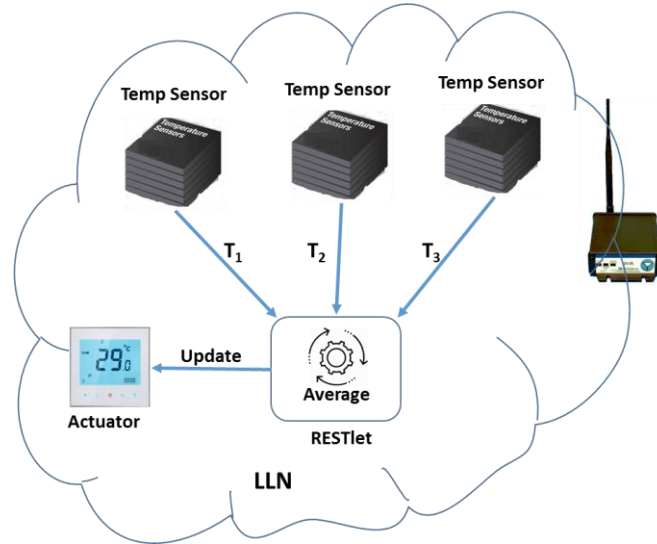 Temp Sensor
Temp Sensor
Temp Sensor
Temperature
Sensors
Temperature
Sensors
Temperature
Sensors
T₁
T₂
T₃
29.0
°C
Update
Average
Actuator
RESTlet
LLN